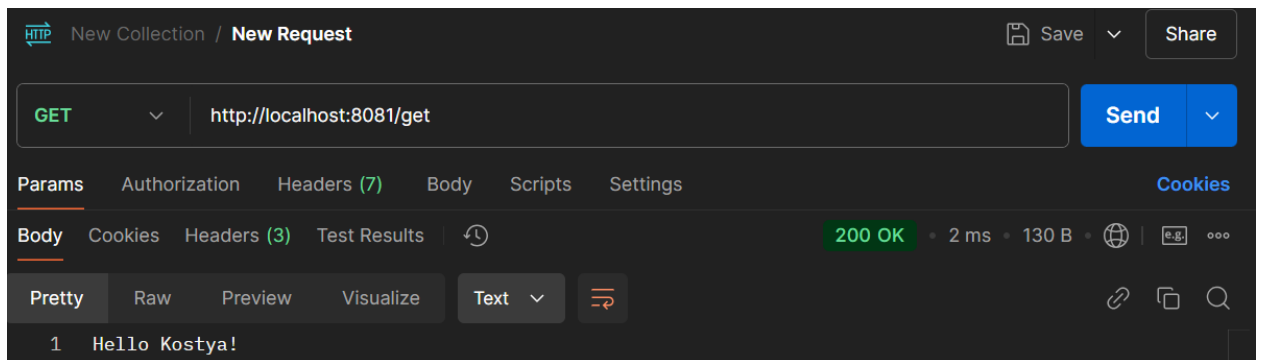 HTTP New Collection / New Request Save Share
GET http://localhost:8081/get Send
Params Authorization Headers (7) Body Scripts Settings Cookies
Body Cookies Headers (3) Test Results 200 OK • 2 ms • 130 B • e.g.
Pretty Raw Preview Visualize Text
1 Hello Kostya!